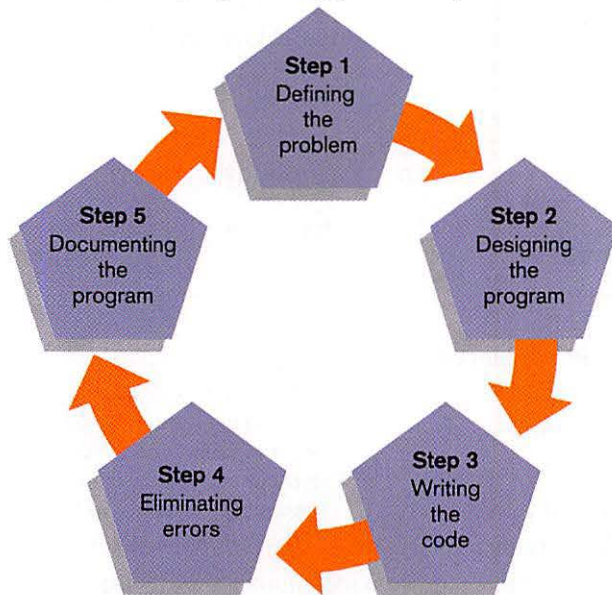 Step 1
Defining
the
problem
Step 2
Designing
the
program
Step 3
Writing
the
code
Step 4
Eliminating
errors
Step 5
Documenting
the
program